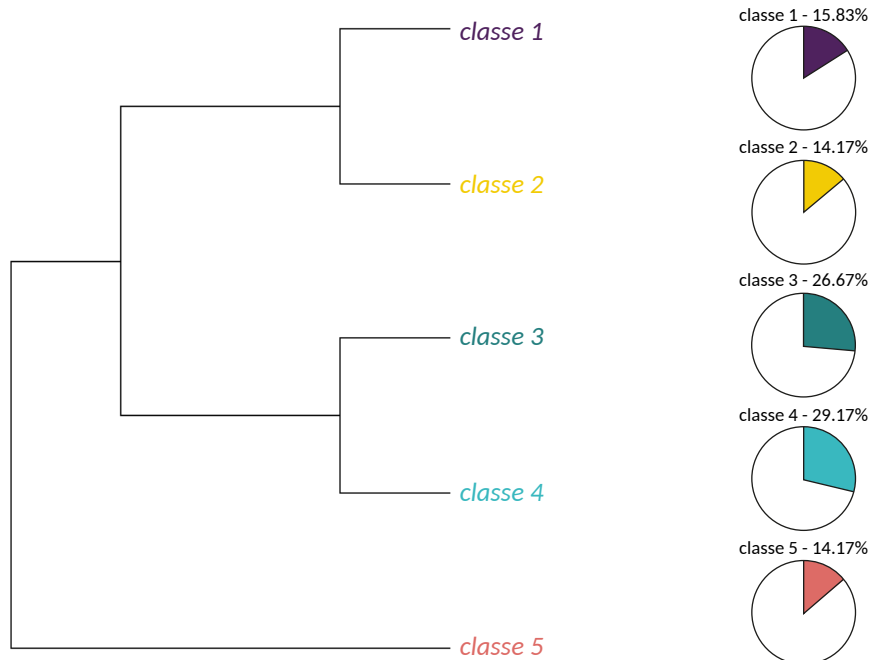 classe 1
classe 2
classe 3
classe 4
classe 5
classe 1 - 15.83%
classe 2 - 14.17%
classe 3 - 26.67%
classe 4 - 29.17%
classe 5 - 14.17%